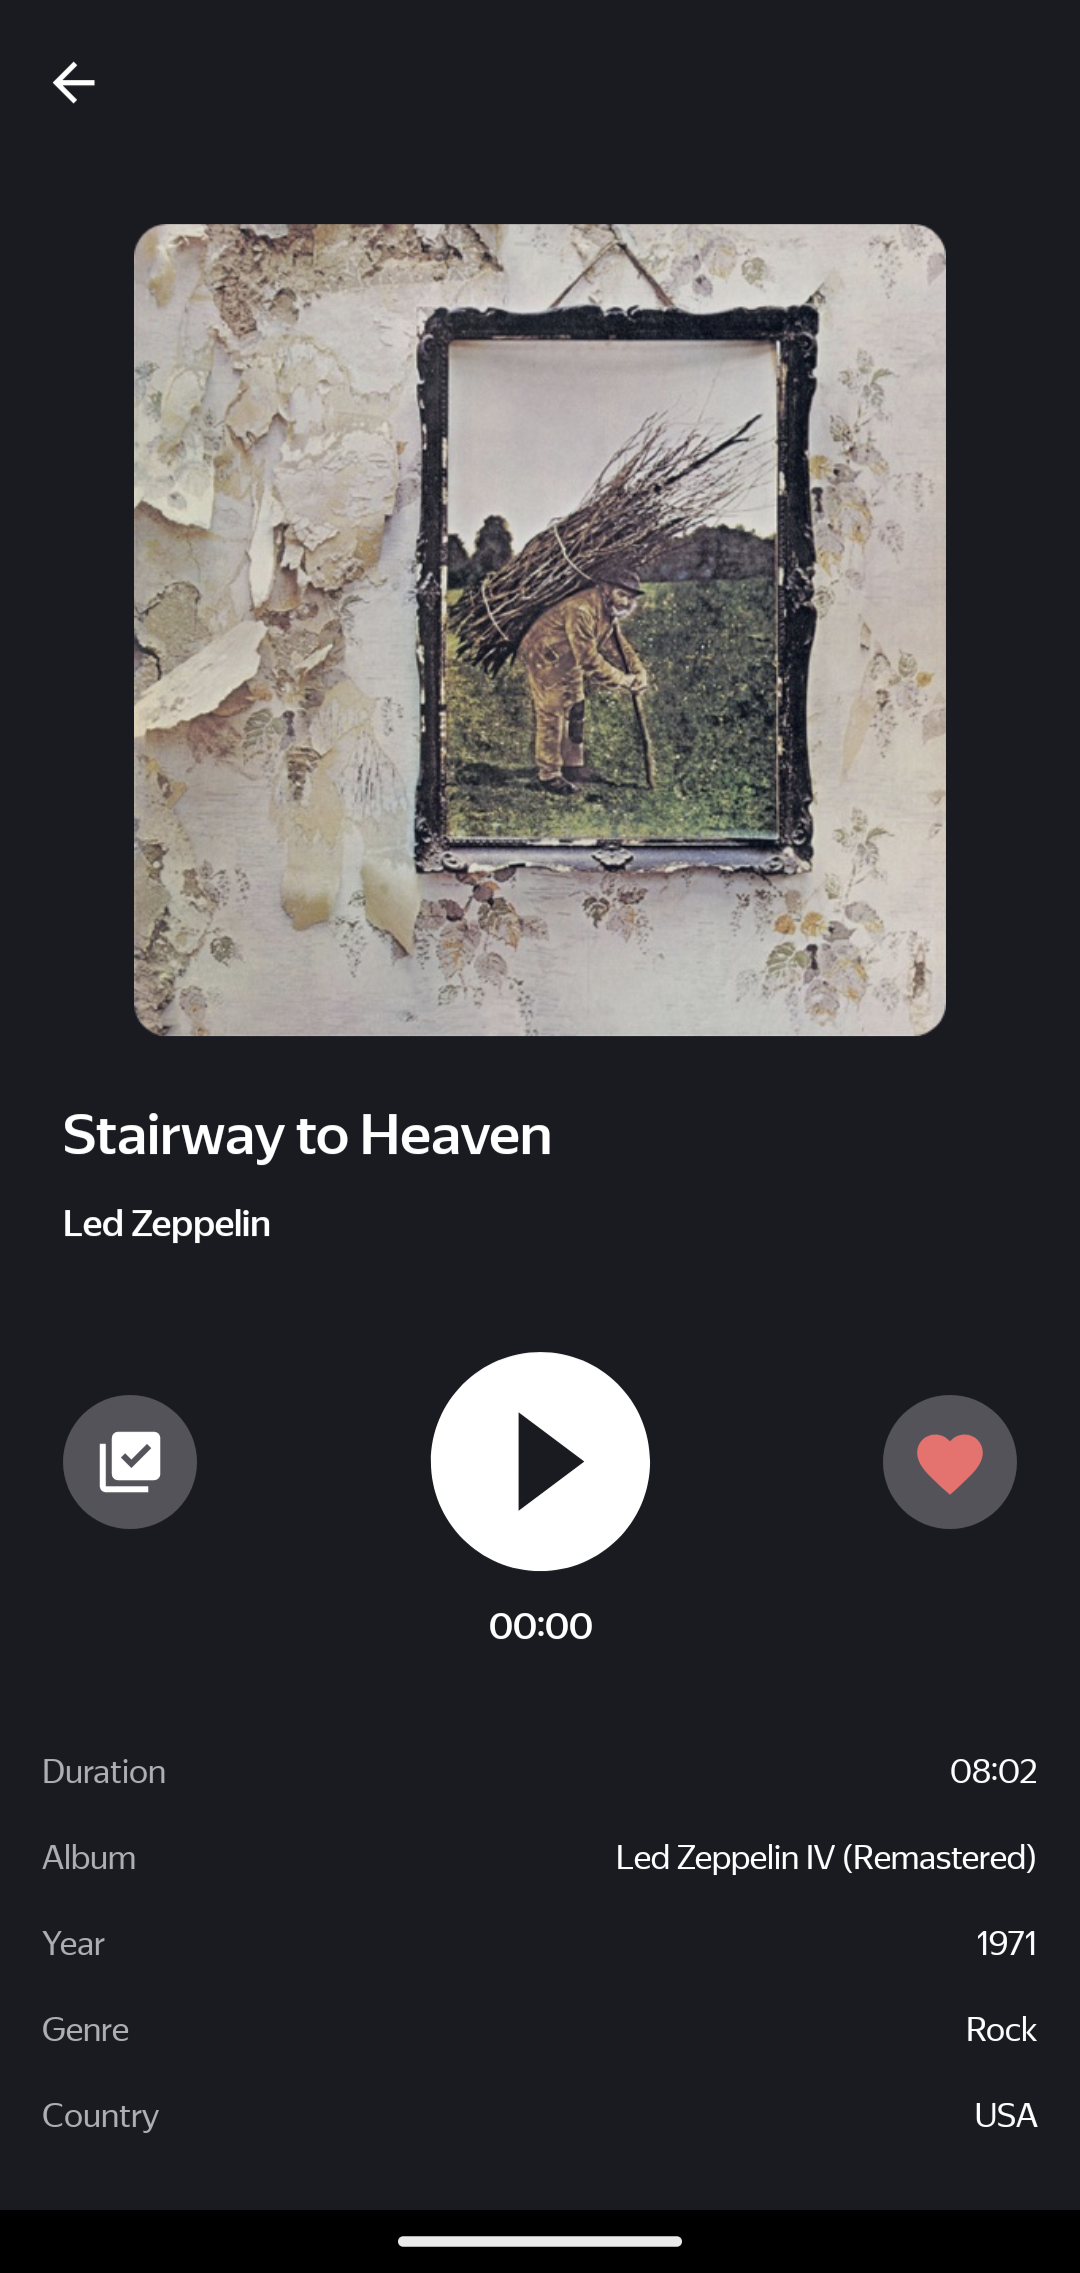 Stairway to Heaven
Led Zeppelin
00:00
Duration 08:02
Album Led Zeppelin IV (Remastered)
Year 1971
Genre Rock
Country USA